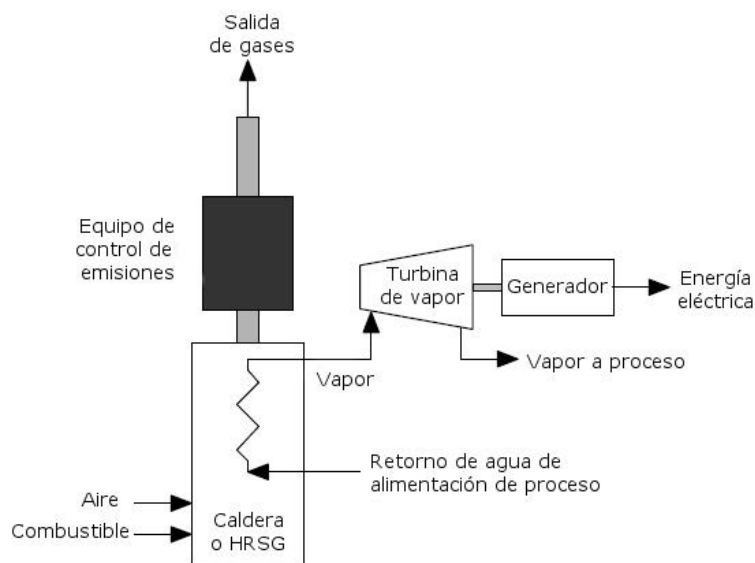 Salida
de gases
Equipo de
control de
emisiones
Turbina
de vapor
Generador
Energía
eléctrica
Vapor
Vapor a proceso
Retorno de agua de
alimentación de proceso
Aire
Combustible
Caldera
o HRSG